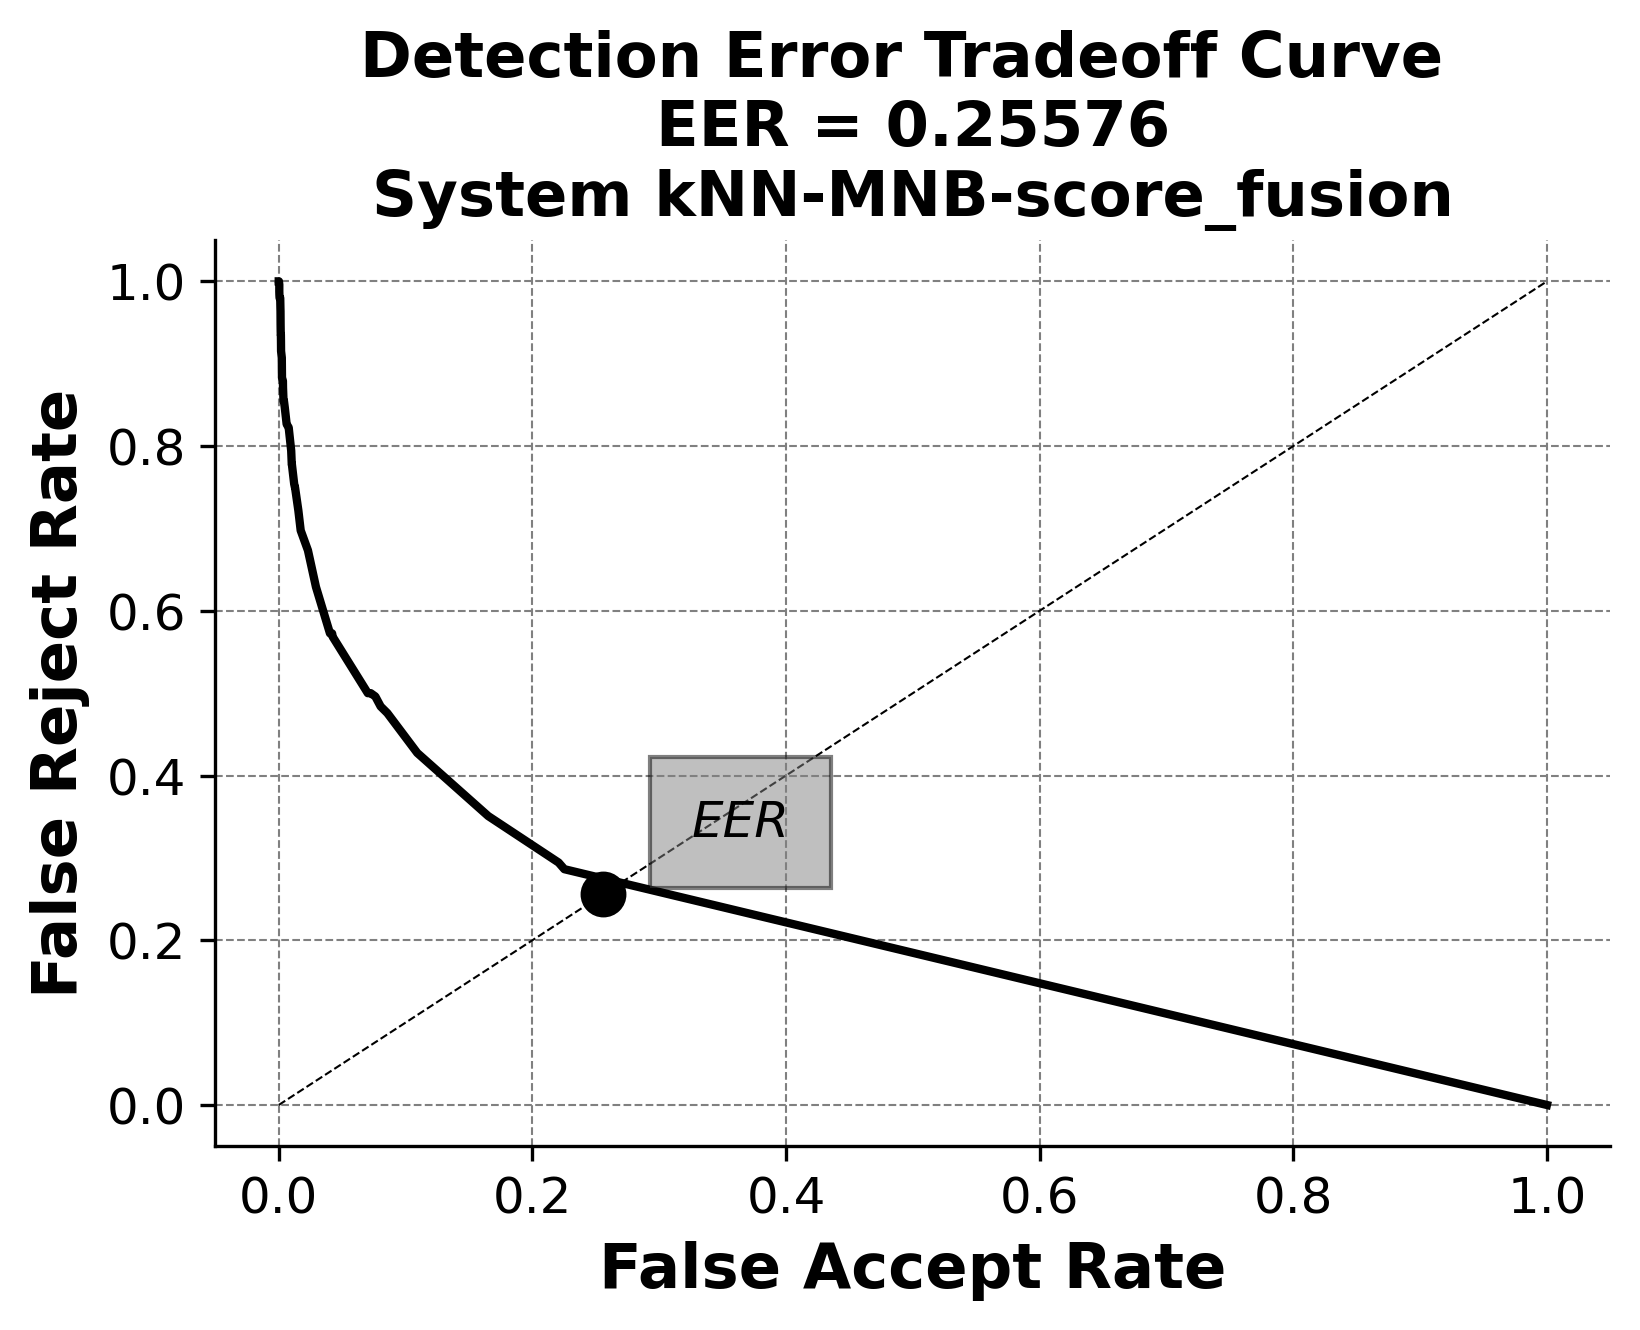 Detection Error Tradeoff Curve
EER = 0.25576
System kNN-MNB-score_fusion
False Reject Rate
1.0
0.8
0.6
0.4
0.2
0.0
EER
0.0 0.2 0.4 0.6 0.8 1.0
False Accept Rate